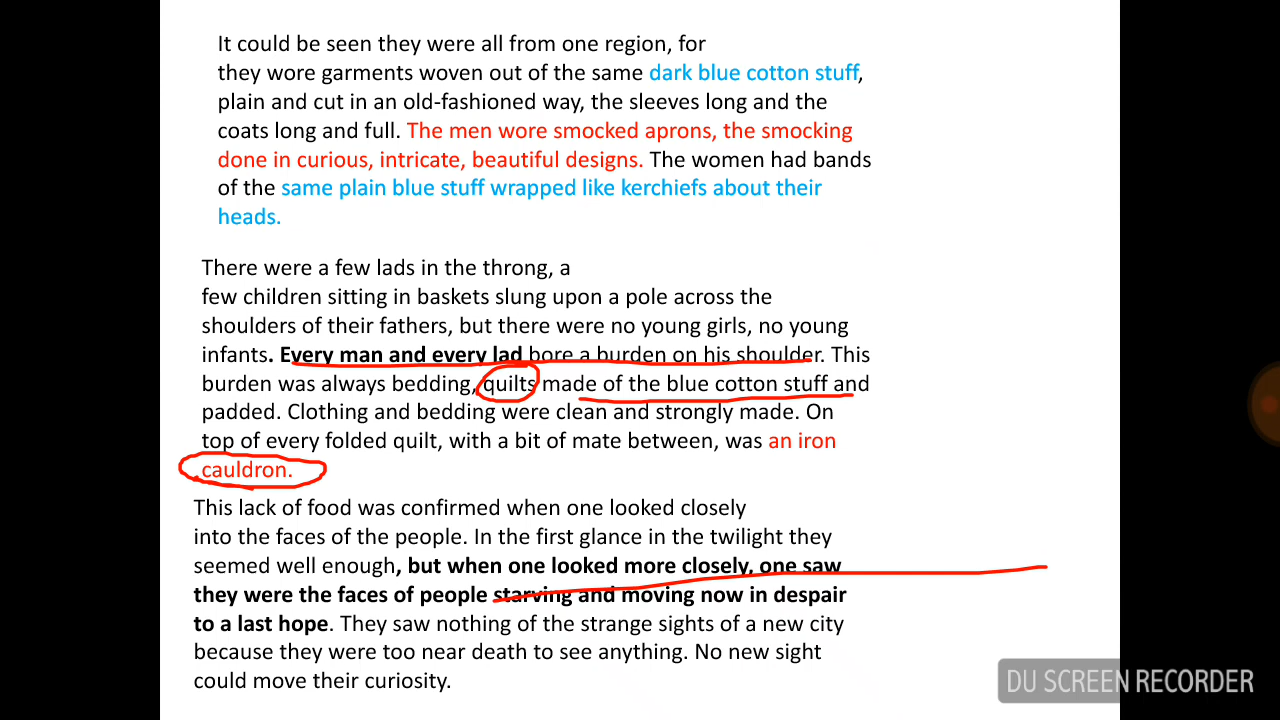 It could be seen they were all from one region, for
they wore garments woven out of the same dark blue cotton stuff,
plain and cut in an old-fashioned way, the sleeves long and the
coats long and full. The men wore smocked aprons, the smocking
done in curious, intricate, beautiful designs. The women had bands
of the same plain blue stuff wrapped like kerchiefs about their
heads.
There were a few lads in the throng, a
few children sitting in baskets slung upon a pole across the
shoulders of their fathers, but there were no young girls, no young
infants. Every man and every lad bore a burden on his shoulder. This
burden was always bedding, quilts made of the blue cotton stuff and
padded. Clothing and bedding were clean and strongly made. On
top of every folded quilt, with a bit of mate between, was an iron
cauldron.
This lack of food was confirmed when one looked closely
into the faces of the people. In the first glance in the twilight they
seemed well enough, but when one looked more closely, one saw
they were the faces of people starving and moving now in despair
to a last hope. They saw nothing of the strange sights of a new city
because they were too near death to see anything. No new sight
could move their curiosity.
DU SCREEN RECORDER